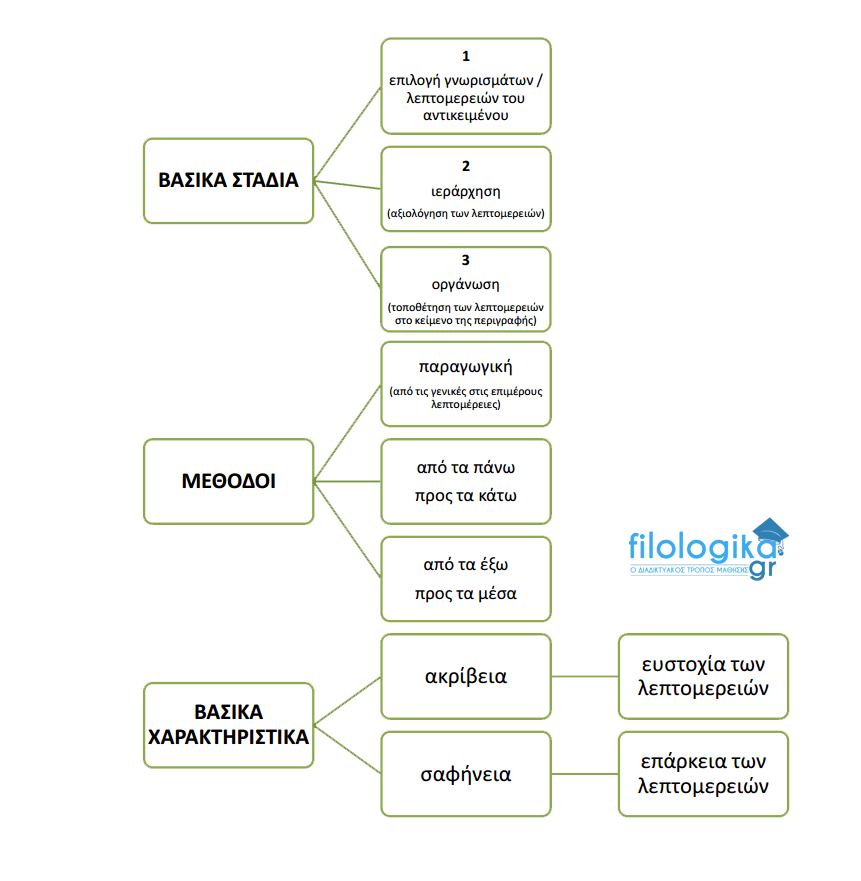 ΒΑΣΙΚΑ ΣΤΑΔΙΑ
1
επιλογή γνωρισμάτων /
λεπτομερειών του
αντικειμένου
2
ιεράρχηση
(αξιολόγηση των λεπτομερειών)
3
οργάνωση
(τοποθέτηση των λεπτομερειών
στο κείμενο της περιγραφής)
ΜΕΘΟΔΟΙ
παραγωγική
(από τις γενικές στις επιμέρους
λεπτομέρειες)
από τα πάνω
προς τα κάτω
από τα έξω
προς τα μέσα
filologika
Ο ΔΙΑΔΙΚΤΥΑΚΟΣ ΤΡΟΠΟΣ ΜΑΘΗΣΗΣ
gr
ΒΑΣΙΚΑ
ΧΑΡΑΚΤΗΡΙΣΤΙΚΑ
ακρίβεια
ευστοχία των
λεπτομερειών
σαφήνεια
επάρκεια των
λεπτομερειών